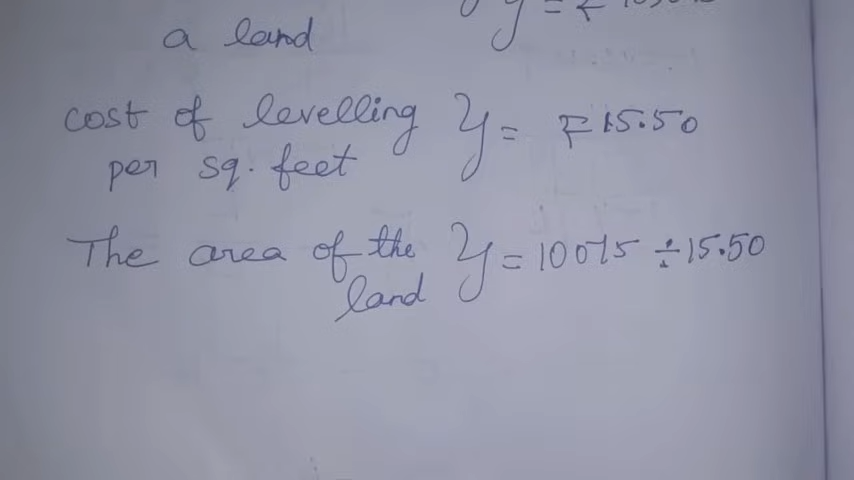 a land
cost of levelling } = ₹ 15.50
per sq. feet
The area of the } = 10075 ÷ 15.50
land